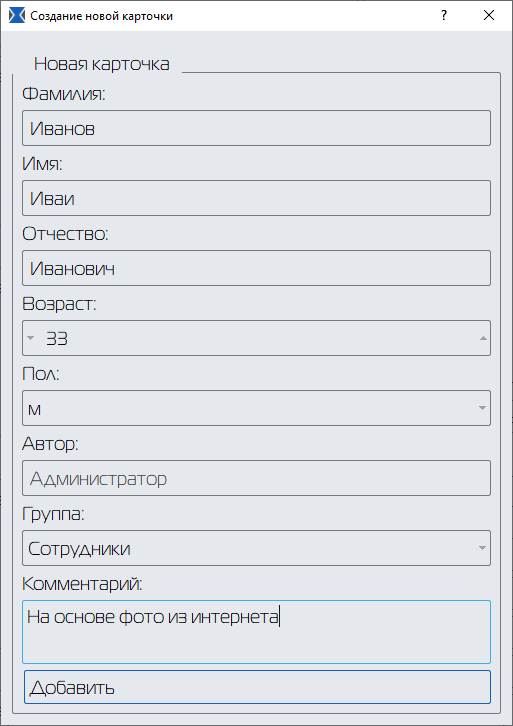 Создание новой карточки ?
Новая карточка
Фамилия:
Иванов
Имя:
Иваи
Отчество:
Иванович
Возраст:
33
Пол:
м
Автор:
Администратор
Группа:
Сотрудники
Комментарий:
На основе фото из интернета
Добавить